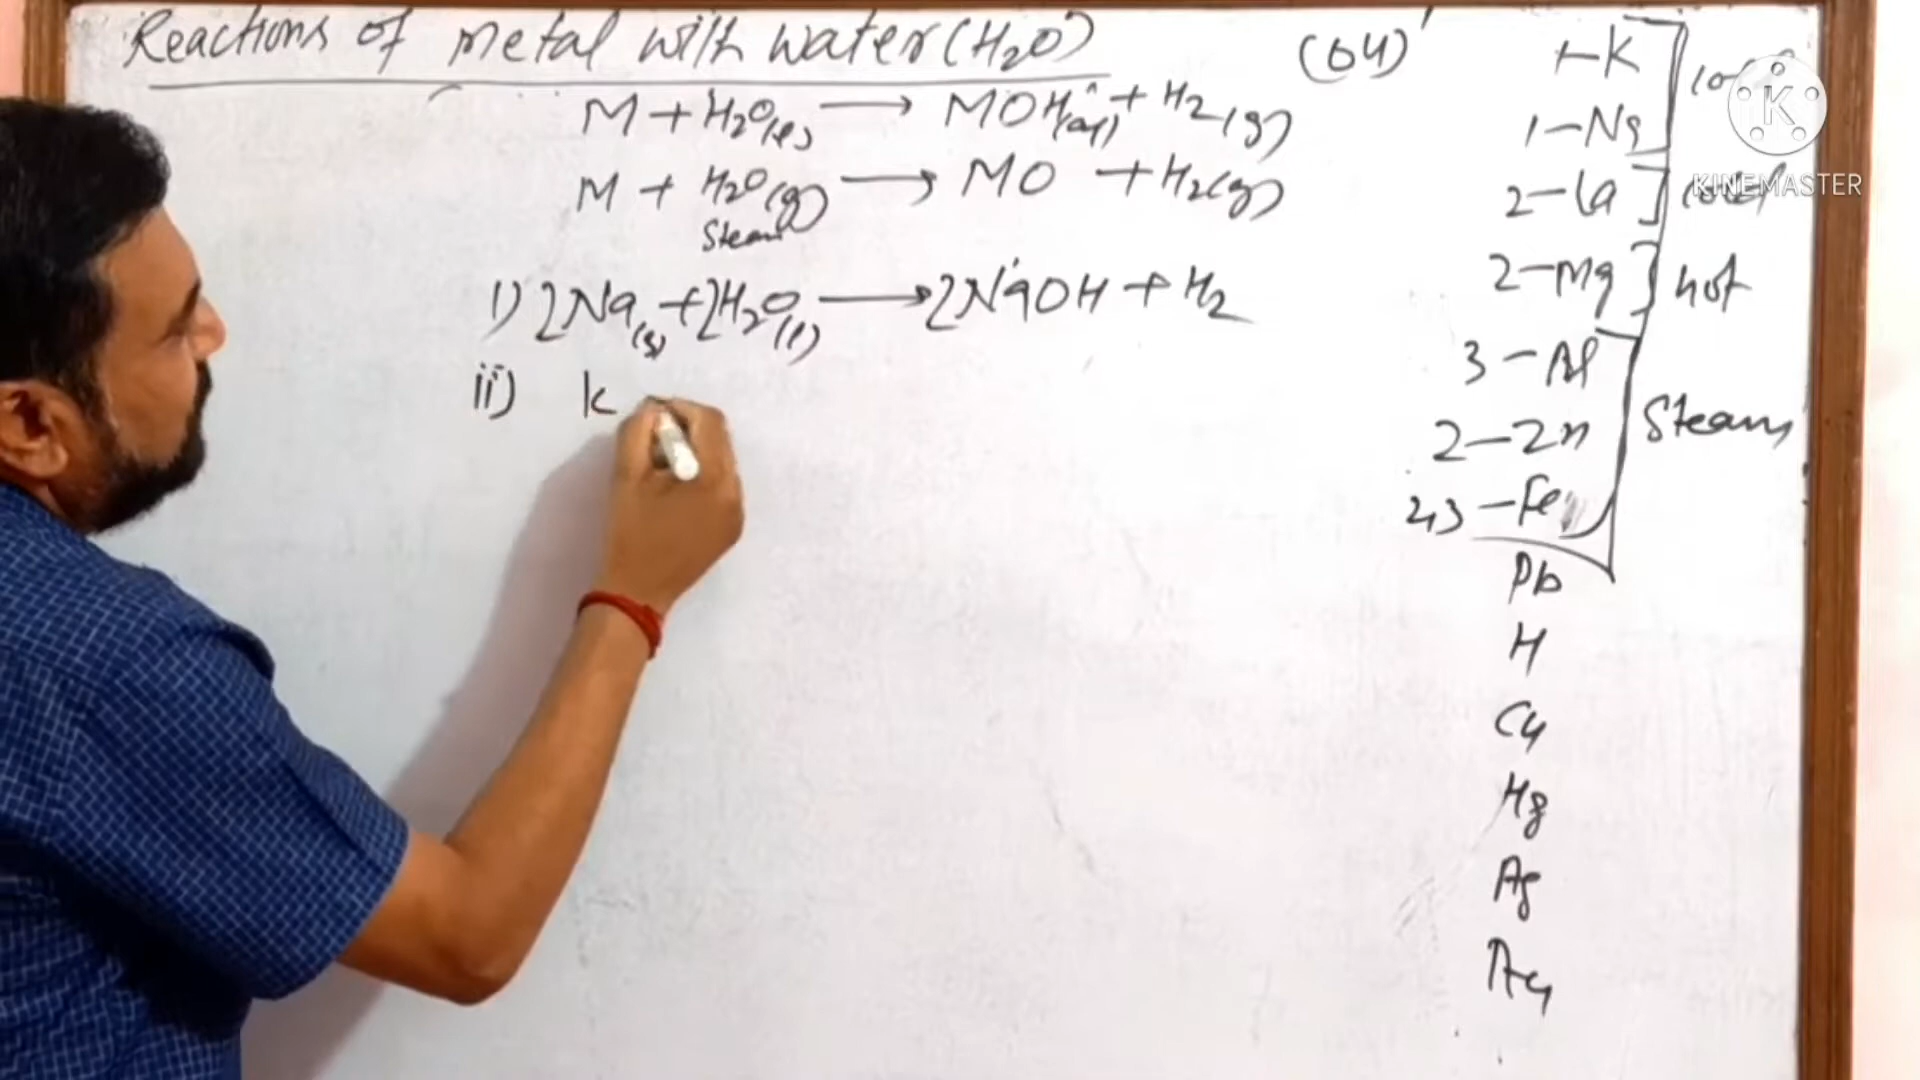 Reactions of metal with water (H2O) (OH)'
M + H2O(l) → MOH(aq) + H2(g)
M + H2O(g) → MO + H2(g)
Steam
i) 2Na(s) + 2H2O(l) → 2NaOH + H2
ii) K
1-K
1-Na
2-Ca
2-Mg hot
3-Al
2-Zn Steam
2,3-Fe
Pb
H
Cu
Hg
Ag
Au
K
KINEMASTER